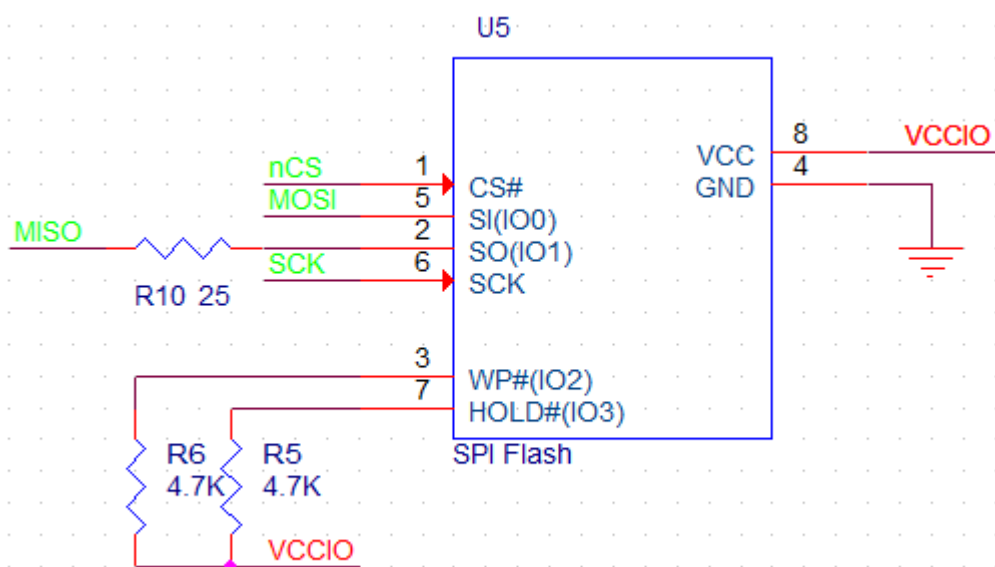 U5
8 VCCIO
nCS 1 VCC
CS# 4
MOSI 5 GND
SI(IO0)
MISO 2
SO(IO1)
SCK 6
SCK
R10 25
3
WP#(IO2)
7
HOLD#(IO3)
R6 R5 SPI Flash
4.7K 4.7K
VCCIO